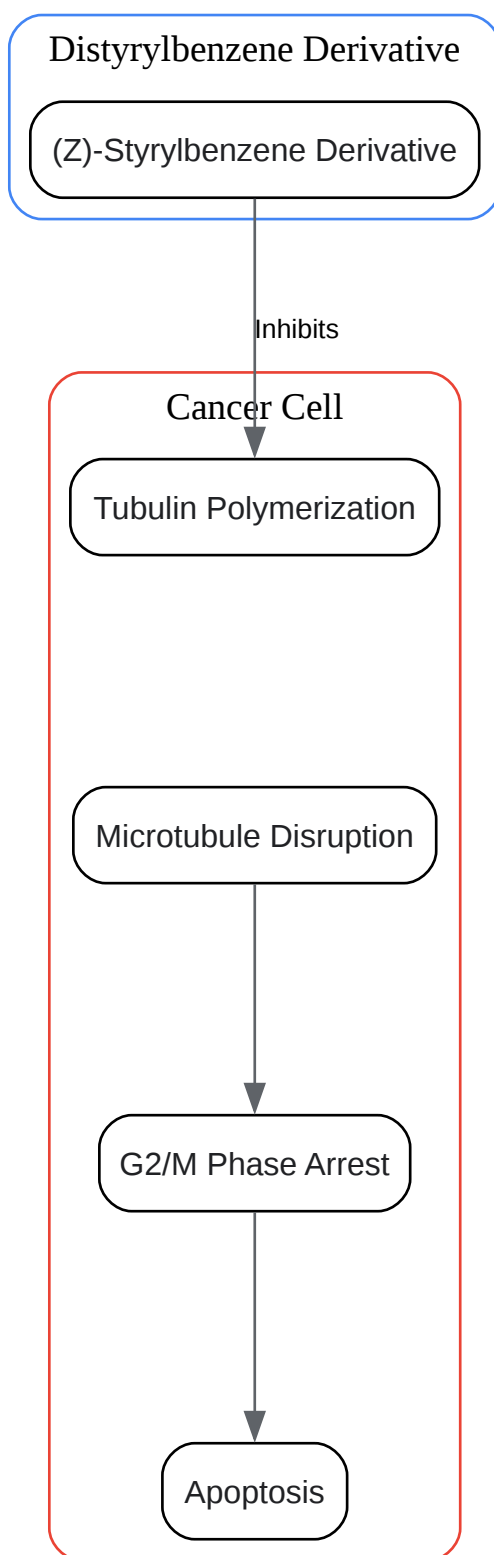 Distyrylbenzene Derivative
(Z)-Styrylbenzene Derivative
Inhibits
Cancer Cell
Tubulin Polymerization
Microtubule Disruption
G2/M Phase Arrest
Apoptosis